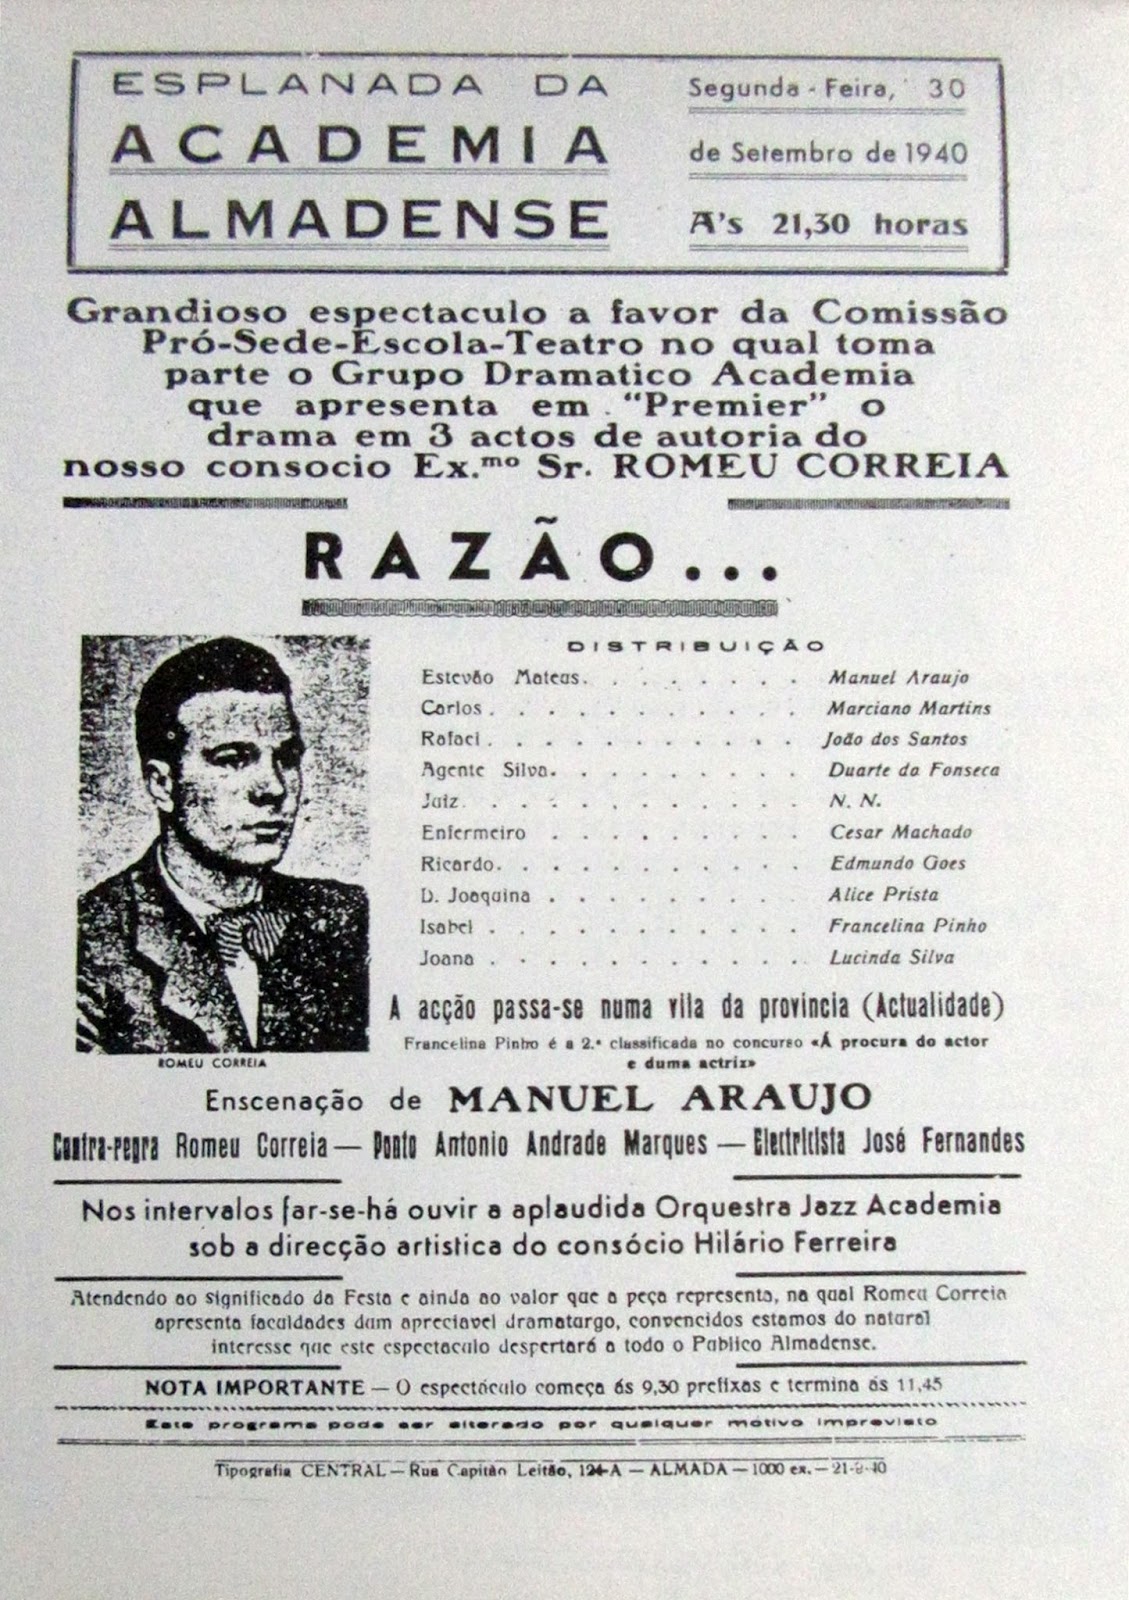 ESPLANADA DA
ACADEMIA
ALMADENSE
Segunda-Feira, 30
de Setembro de 1940
A's 21,30 horas
Grandioso espectaculo a favor da Comissão
Pró-Sede-Escola-Teatro no qual toma
parte o Grupo Dramatico Academia
que apresenta em "Premier" o
drama em 3 actos de autoria do
nosso consocio Ex.mo Sr. ROMEU CORREIA
RAZÃO...
DISTRIBUIÇÃO
Estevão Mateus. . . . . . . . Manuel Araujo
Carlos . . . . . . . . . . . Marciano Martins
Rafael . . . . . . . . . . . João dos Santos
Agente Silva. . . . . . . . . Duarte da Fonseca
Juiz . . . . . . . . . . . . N. N.
Enfermeiro . . . . . . . . . Cesar Machado
Ricardo. . . . . . . . . . . Edmundo Goes
D. Joaquina . . . . . . . . . Alice Prista
Isabel . . . . . . . . . . . Francelina Pinho
Joana . . . . . . . . . . . Lucinda Silva
ROMEU CORREIA
A acção passa-se numa vila da provincia (Actualidade)
Francelina Pinho é a 2.ª classificada no concurso «Á procura do actor
e duma actriz»
Enscenação de MANUEL ARAUJO
Contra-regra Romeu Correia — Ponto Antonio Andrade Marques — Electricista José Fernandes
Nos intervalos far-se-há ouvir a aplaudida Orquestra Jazz Academia
sob a direcção artistica do consócio Hilário Ferreira
Atendendo ao significado da Festa e ainda ao valor que a peça representa, na qual Romeu Correia
apresenta faculdades dum apreciavel dramaturgo, convencidos estamos do natural
interesse que este espectaculo despertará a todo o Publico Almadense.
NOTA IMPORTANTE — O espectáculo começa ás 9,30 prefixas e termina ás 11,45
Este programa pode ser alterado por qualquer motivo imprevisto
Tipografia CENTRAL — Rua Capitão Leitão, 124-A — ALMADA — 1000 ex. — 21-9-40